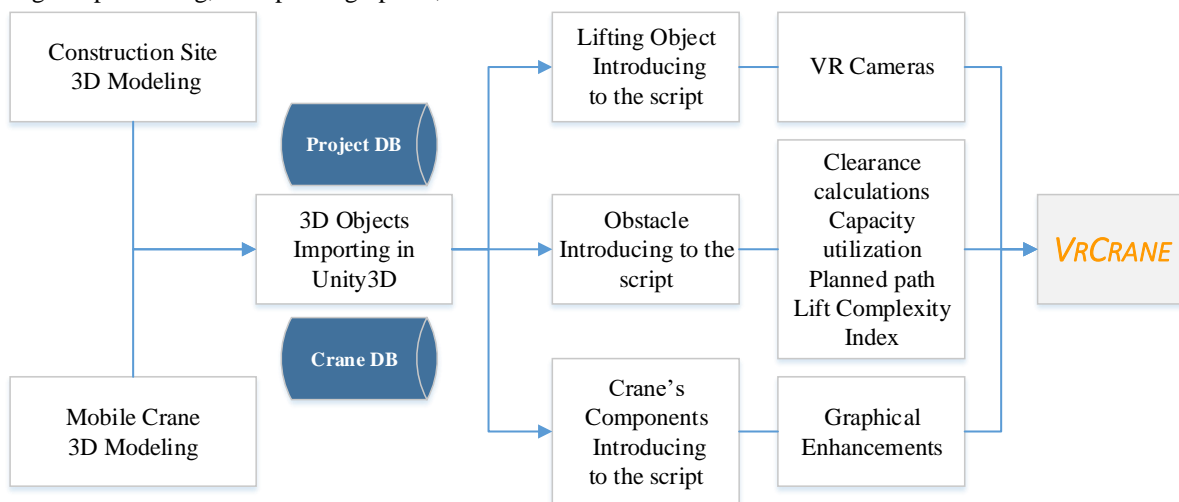 Construction Site
3D Modeling
Project DB
3D Objects
Importing in
Unity3D
Crane DB
Mobile Crane
3D Modeling
Lifting Object
Introducing
to the script
VR Cameras
Obstacle
Introducing to the
script
Clearance
calculations
Capacity
utilization
Planned path
Lift Complexity
Index
Crane’s
Components
Introducing
to the script
Graphical
Enhancements
VRCRANE